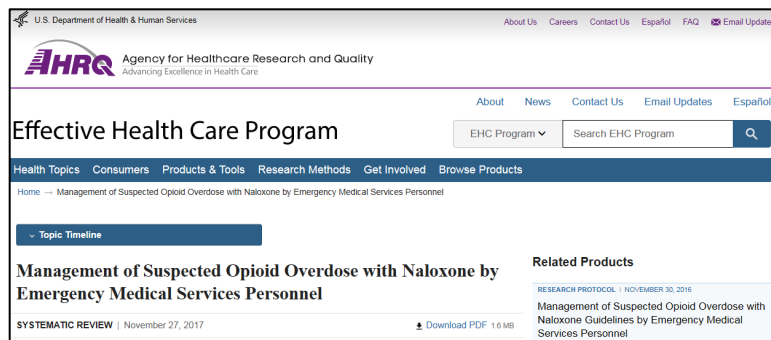 U.S. Department of Health & Human Services
About Us Careers Contact Us Español FAQ Email Update
AHRQ
Agency for Healthcare Research and Quality
Advancing Excellence in Health Care
About News Contact Us Email Updates Español
Effective Health Care Program
EHC Program Search EHC Program
Health Topics Consumers Products & Tools Research Methods Get Involved Browse Products
Home → Management of Suspected Opioid Overdose with Naloxone by Emergency Medical Services Personnel
Topic Timeline
Management of Suspected Opioid Overdose with Naloxone by
Emergency Medical Services Personnel
SYSTEMATIC REVIEW | November 27, 2017
Download PDF 1.6 MB
Related Products
RESEARCH PROTOCOL | NOVEMBER 30, 2016
Management of Suspected Opioid Overdose with
Naloxone Guidelines by Emergency Medical
Services Personnel